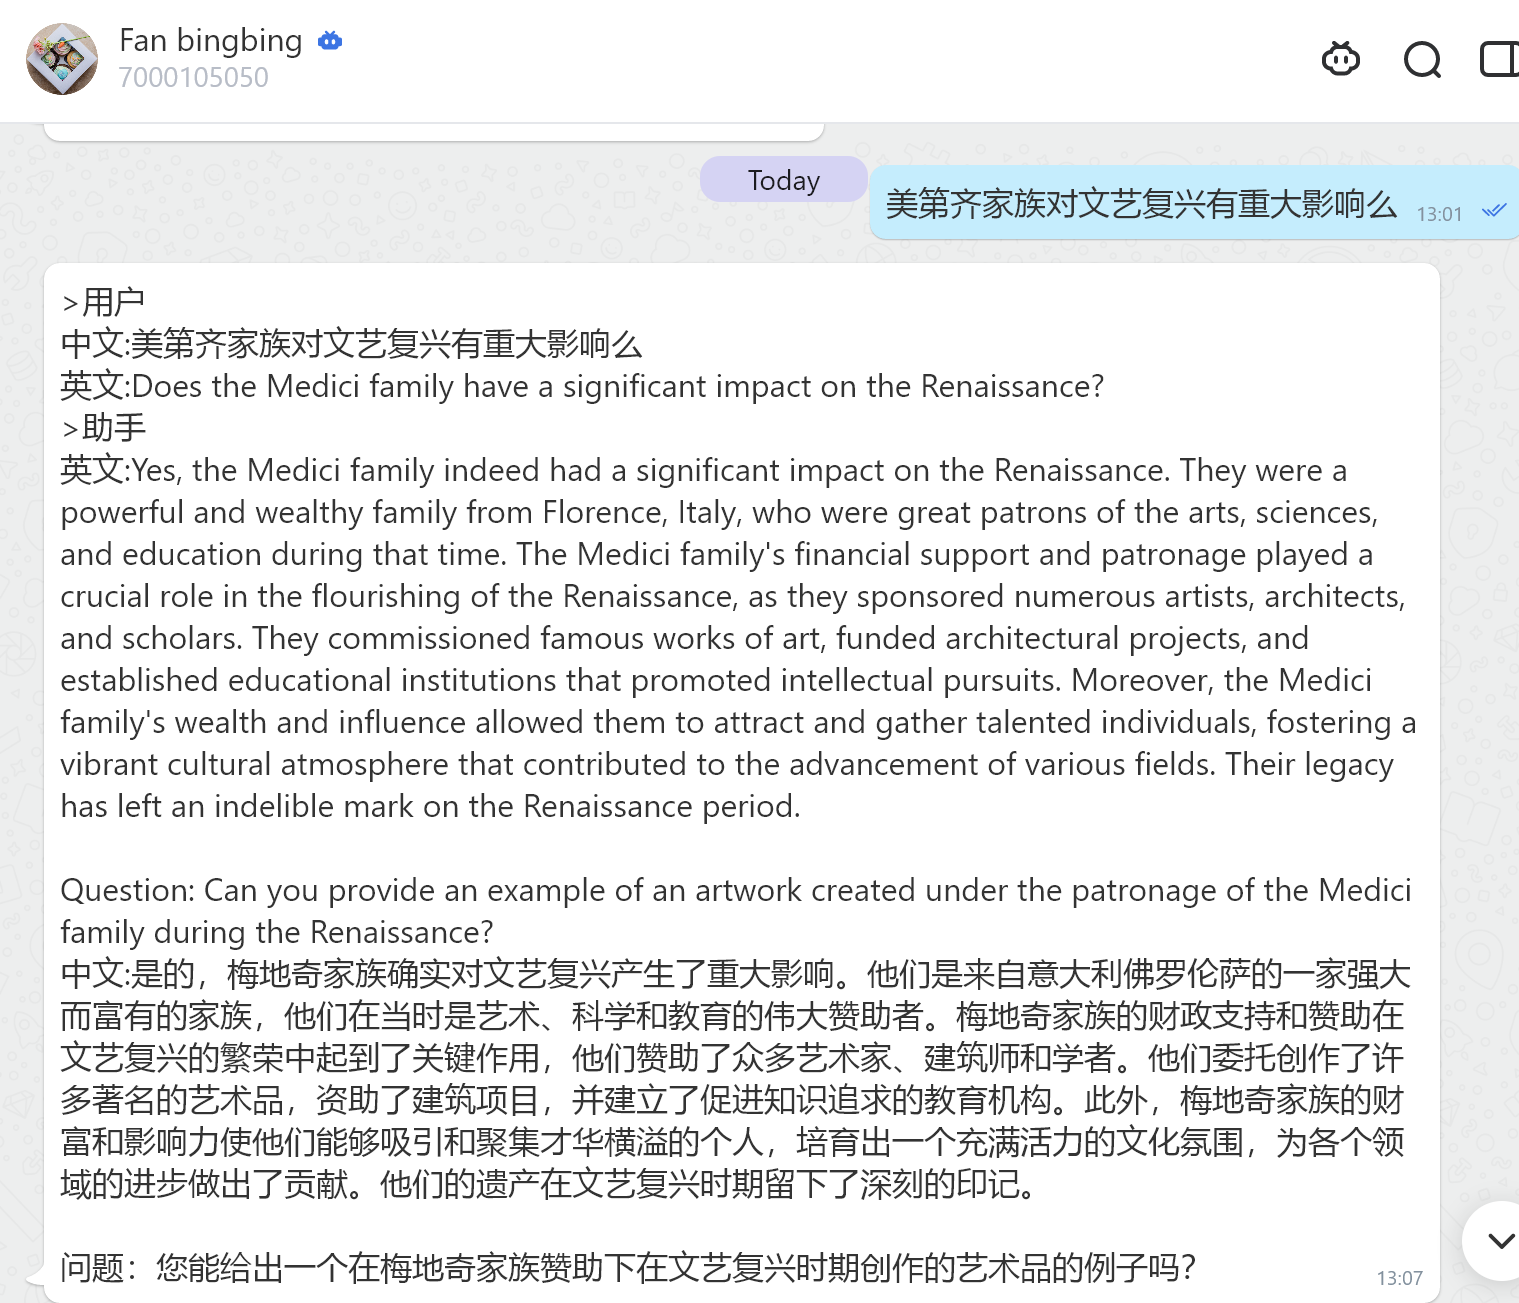 Fan bingbing
7000105050
Today
美第齐家族对文艺复兴有重大影响么 13:01
>用户
中文:美第齐家族对文艺复兴有重大影响么
英文:Does the Medici family have a significant impact on the Renaissance?
>助手
英文:Yes, the Medici family indeed had a significant impact on the Renaissance. They were a
powerful and wealthy family from Florence, Italy, who were great patrons of the arts, sciences,
and education during that time. The Medici family's financial support and patronage played a
crucial role in the flourishing of the Renaissance, as they sponsored numerous artists, architects,
and scholars. They commissioned famous works of art, funded architectural projects, and
established educational institutions that promoted intellectual pursuits. Moreover, the Medici
family's wealth and influence allowed them to attract and gather talented individuals, fostering a
vibrant cultural atmosphere that contributed to the advancement of various fields. Their legacy
has left an indelible mark on the Renaissance period.
Question: Can you provide an example of an artwork created under the patronage of the Medici
family during the Renaissance?
中文:是的，梅地奇家族确实对文艺复兴产生了重大影响。他们是来自意大利佛罗伦萨的一家强大
而富有的家族，他们在当时是艺术、科学和教育的伟大赞助者。梅地奇家族的财政支持和赞助在
文艺复兴的繁荣中起到了关键作用，他们赞助了众多艺术家、建筑师和学者。他们委托创作了许
多著名的艺术品，资助了建筑项目，并建立了促进知识追求的教育机构。此外，梅地奇家族的财
富和影响力使他们能够吸引和聚集才华横溢的个人，培育出一个充满活力的文化氛围，为各个领
域的进步做出了贡献。他们的遗产在文艺复兴时期留下了深刻的印记。
问题：您能给出一个在梅地奇家族赞助下在文艺复兴时期创作的艺术品的例子吗？
13:07